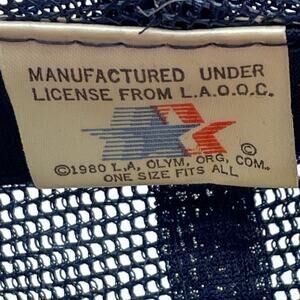 MANUFACTURED UNDER
LICENSE FROM L.A.O.O.C.
©1980 L.A. OLYM. ORG. COM.
ONE SIZE FITS ALL